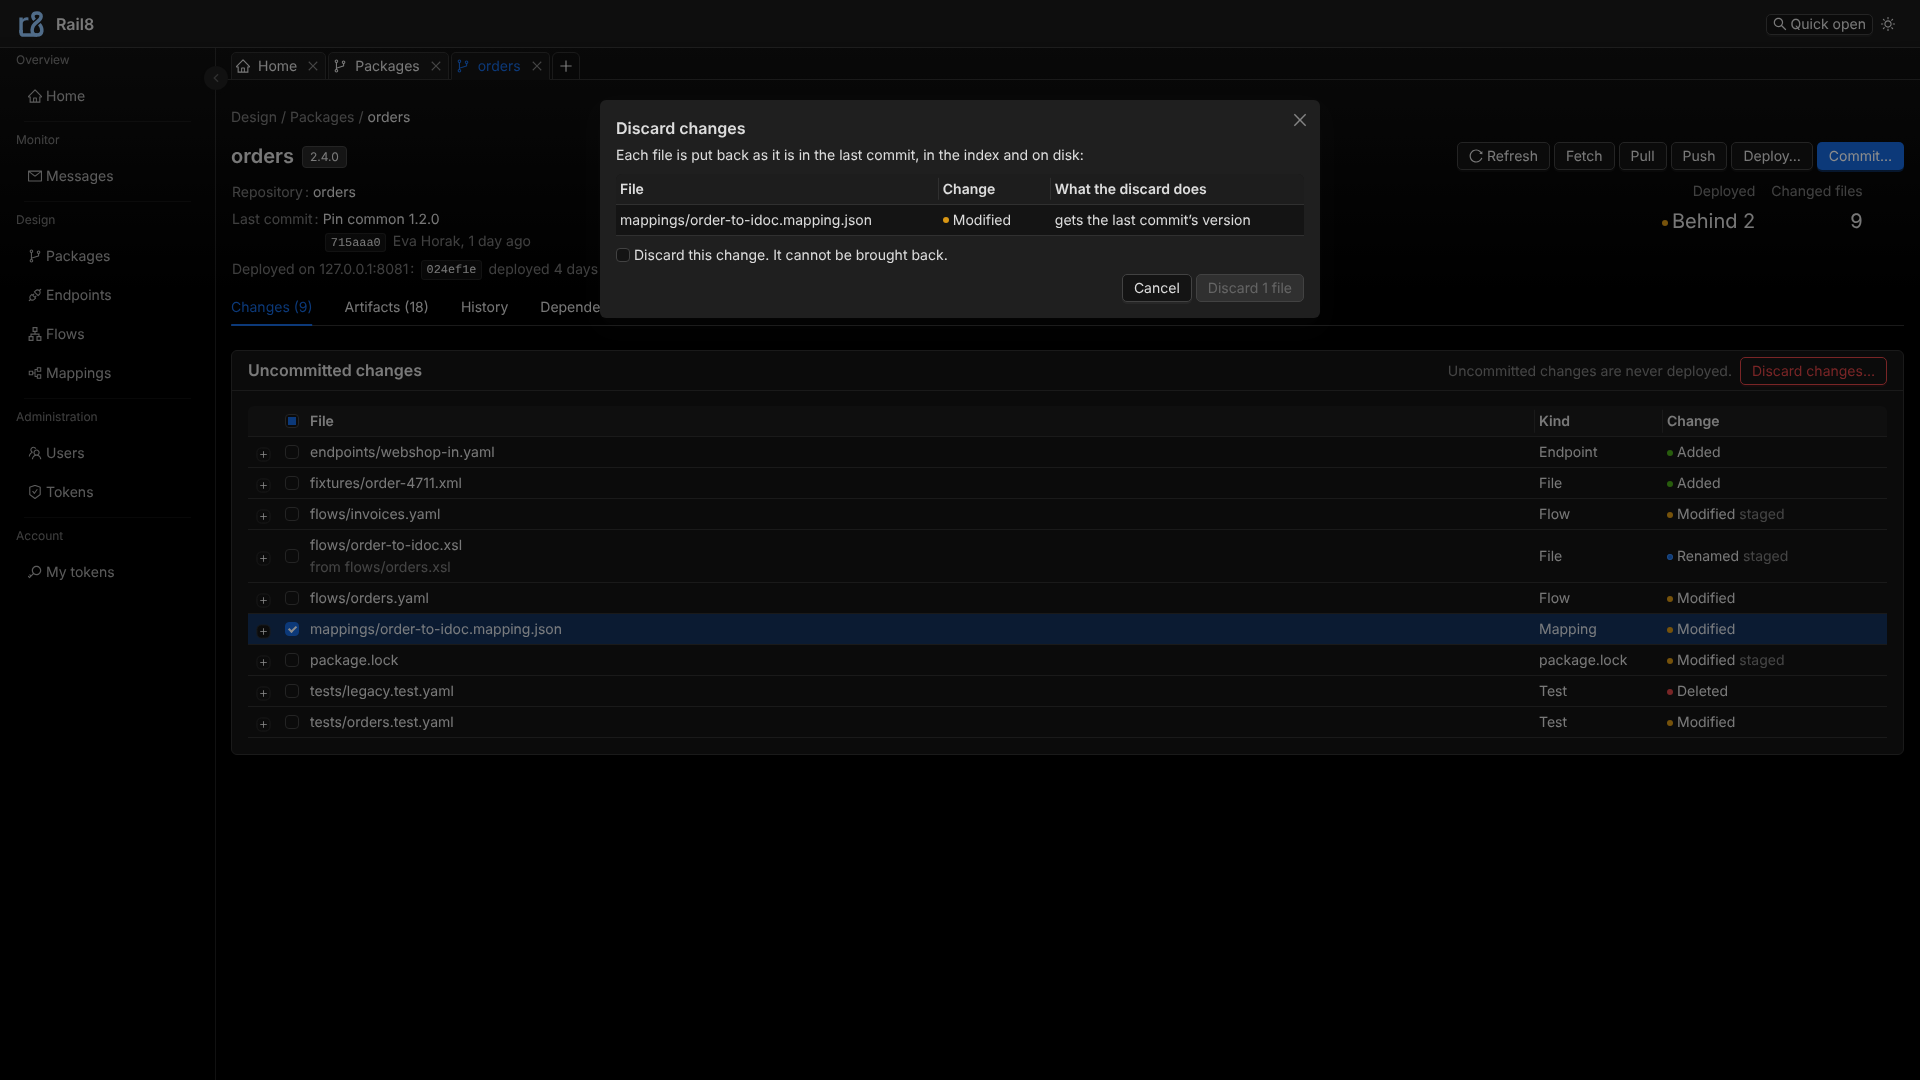 Rail8
Quick open
Overview
Home
Monitor
Messages
Design
Packages
Endpoints
Flows
Mappings
Administration
Users
Tokens
Account
My tokens
Home
Packages
orders
Design / Packages / orders
orders 2.4.0
Repository: orders
Last commit: Pin common 1.2.0
715aaa0 Eva Horak, 1 day ago
Deployed on 127.0.0.1:8081: 024ef1e deployed 4 days
Refresh Fetch Pull Push Deploy... Commit...
Deployed Changed files
Behind 2 9
Changes (9) Artifacts (18) History Depende
Discard changes
Each file is put back as it is in the last commit, in the index and on disk:
File Change What the discard does
mappings/order-to-idoc.mapping.json Modified gets the last commit's version
Discard this change. It cannot be brought back.
Cancel Discard 1 file
Uncommitted changes Uncommitted changes are never deployed. Discard changes...
File Kind Change
endpoints/webshop-in.yaml Endpoint Added
fixtures/order-4711.xml File Added
flows/invoices.yaml Flow Modified staged
flows/order-to-idoc.xsl File Renamed staged
from flows/orders.xsl
flows/orders.yaml Flow Modified
mappings/order-to-idoc.mapping.json Mapping Modified
package.lock package.lock Modified staged
tests/legacy.test.yaml Test Deleted
tests/orders.test.yaml Test Modified